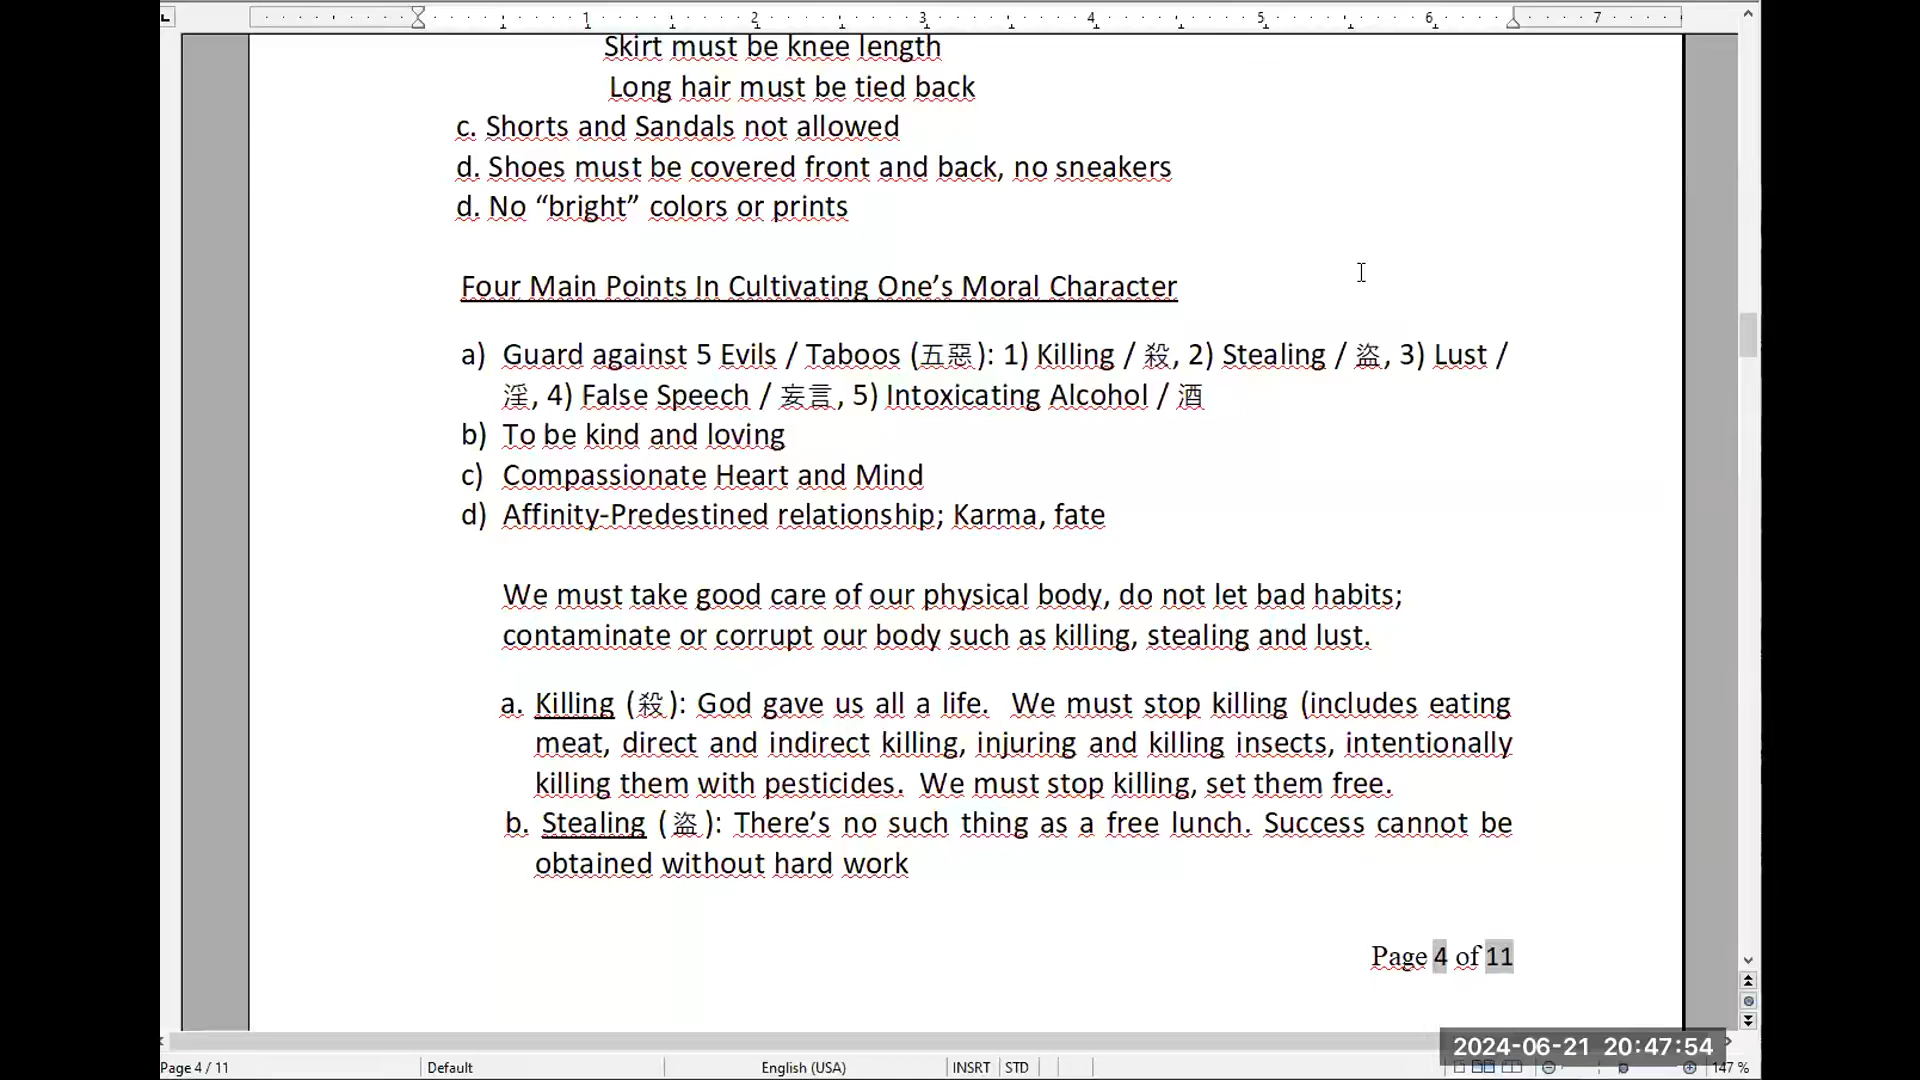 1 2 3 4 5 6 7
Skirt must be knee length
Long hair must be tied back
c. Shorts and Sandals not allowed
d. Shoes must be covered front and back, no sneakers
d. No “bright” colors or prints
Four Main Points In Cultivating One’s Moral Character
a) Guard against 5 Evils / Taboos (五惡): 1) Killing / 殺, 2) Stealing / 盜, 3) Lust /
淫, 4) False Speech / 妄言, 5) Intoxicating Alcohol / 酒
b) To be kind and loving
c) Compassionate Heart and Mind
d) Affinity-Predestined relationship; Karma, fate
We must take good care of our physical body, do not let bad habits;
contaminate or corrupt our body such as killing, stealing and lust.
a. Killing (殺): God gave us all a life. We must stop killing (includes eating
meat, direct and indirect killing, injuring and killing insects, intentionally
killing them with pesticides. We must stop killing, set them free.
b. Stealing (盜): There’s no such thing as a free lunch. Success cannot be
obtained without hard work
Page 4 of 11
2024-06-21 20:47:54
Page 4 / 11 Default English (USA) INSRT STD 147 %